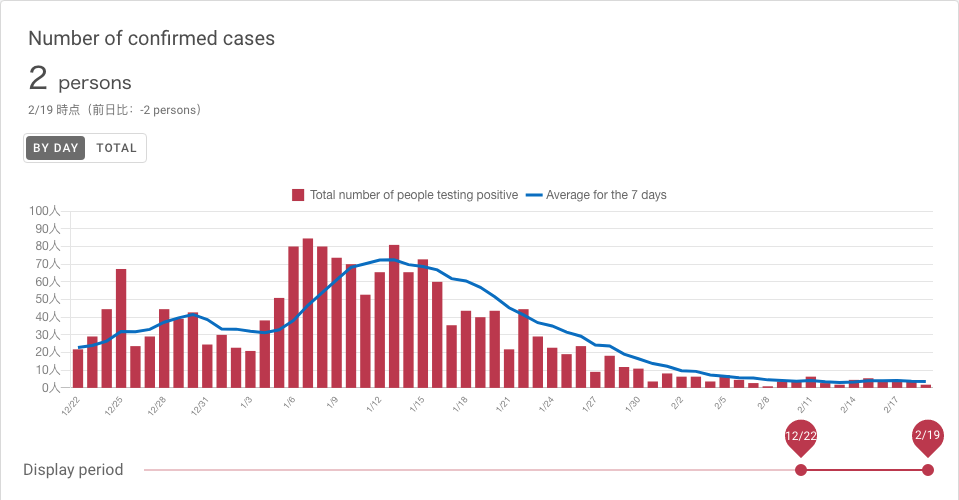 Number of confirmed cases
2 persons
2/19 時点（前日比：-2 persons）
BY DAY TOTAL
Total number of people testing positive Average for the 7 days
100人
90人
80人
70人
60人
50人
40人
30人
20人
10人
0人
12/22 12/25 12/28 12/31 1/3 1/6 1/9 1/12 1/15 1/18 1/21 1/24 1/27 1/30 2/2 2/5 2/8 2/11 2/14 2/17
12/22 2/19
Display period